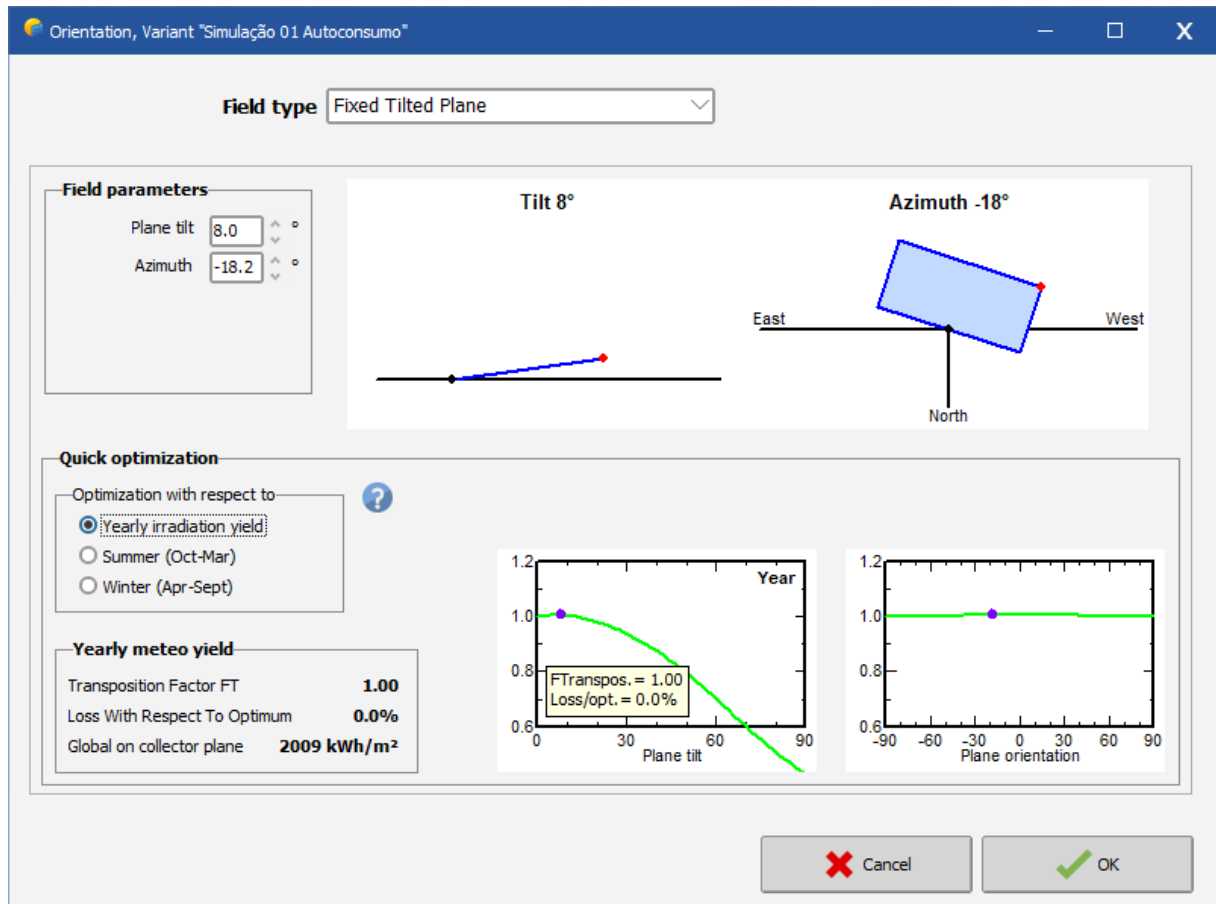 Orientation, Variant "Simulação 01 Autoconsumo"
Field type Fixed Tilted Plane
Field parameters
Plane tilt 8.0 °
Azimuth -18.2 °
Tilt 8°
Azimuth -18°
East
West
North
Quick optimization
Optimization with respect to
Yearly irradiation yield
Summer (Oct-Mar)
Winter (Apr-Sept)
?
Yearly meteo yield
Transposition Factor FT 1.00
Loss With Respect To Optimum 0.0%
Global on collector plane 2009 kWh/m²
1.2
1.0
0.8
0.6
Year
FTranspos.= 1.00
Loss/opt.= 0.0%
0 30 60 90
Plane tilt
1.2
1.0
0.8
0.6
-90 -60 -30 0 30 60 90
Plane orientation
Cancel
OK